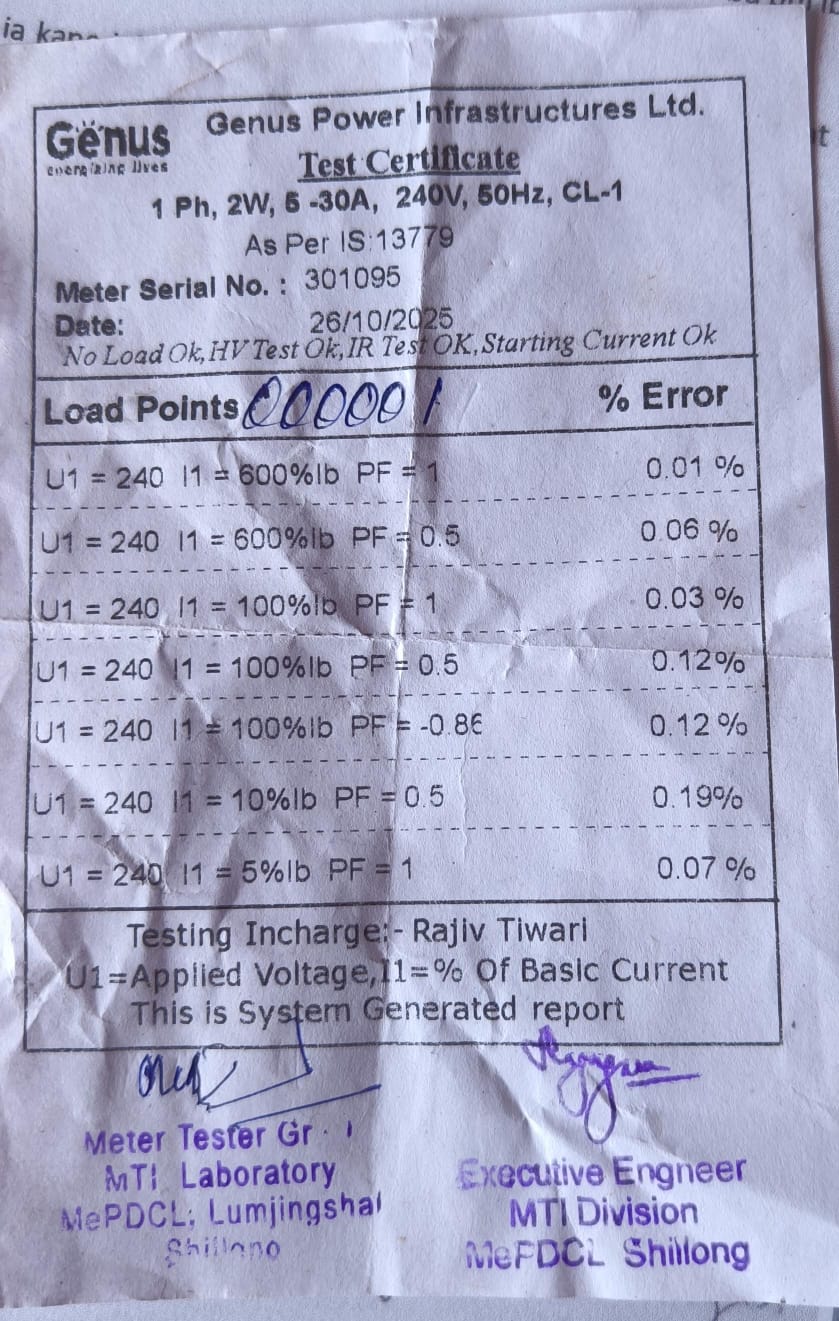 ia kan
Genus
energizing lives
Genus Power Infrastructures Ltd.
Test Certificate
1 Ph, 2W, 5 -30A, 240V, 50Hz, CL-1
As Per IS:13779
Meter Serial No. : 301095
Date: 26/10/2025
No Load Ok, HV Test Ok, IR Test OK, Starting Current Ok
Load Points 000001 % Error
U1 = 240 I1 = 600%Ib PF = 1 0.01 %
U1 = 240 I1 = 600%Ib PF = 0.5 0.06 %
U1 = 240 I1 = 100%Ib PF = 1 0.03 %
U1 = 240 I1 = 100%Ib PF = 0.5 0.12%
U1 = 240 I1 = 100%Ib PF = -0.86 0.12 %
U1 = 240 I1 = 10%Ib PF = 0.5 0.19%
U1 = 240 I1 = 5%Ib PF = 1 0.07 %
Testing Incharge:- Rajiv Tiwari
U1=Applied Voltage,I1=% Of Basic Current
This is System Generated report
Meter Tester Gr - I
MTI Laboratory
MePDCL, Lumjingshai
Shillong
Executive Engneer
MTI Division
MePDCL Shillong